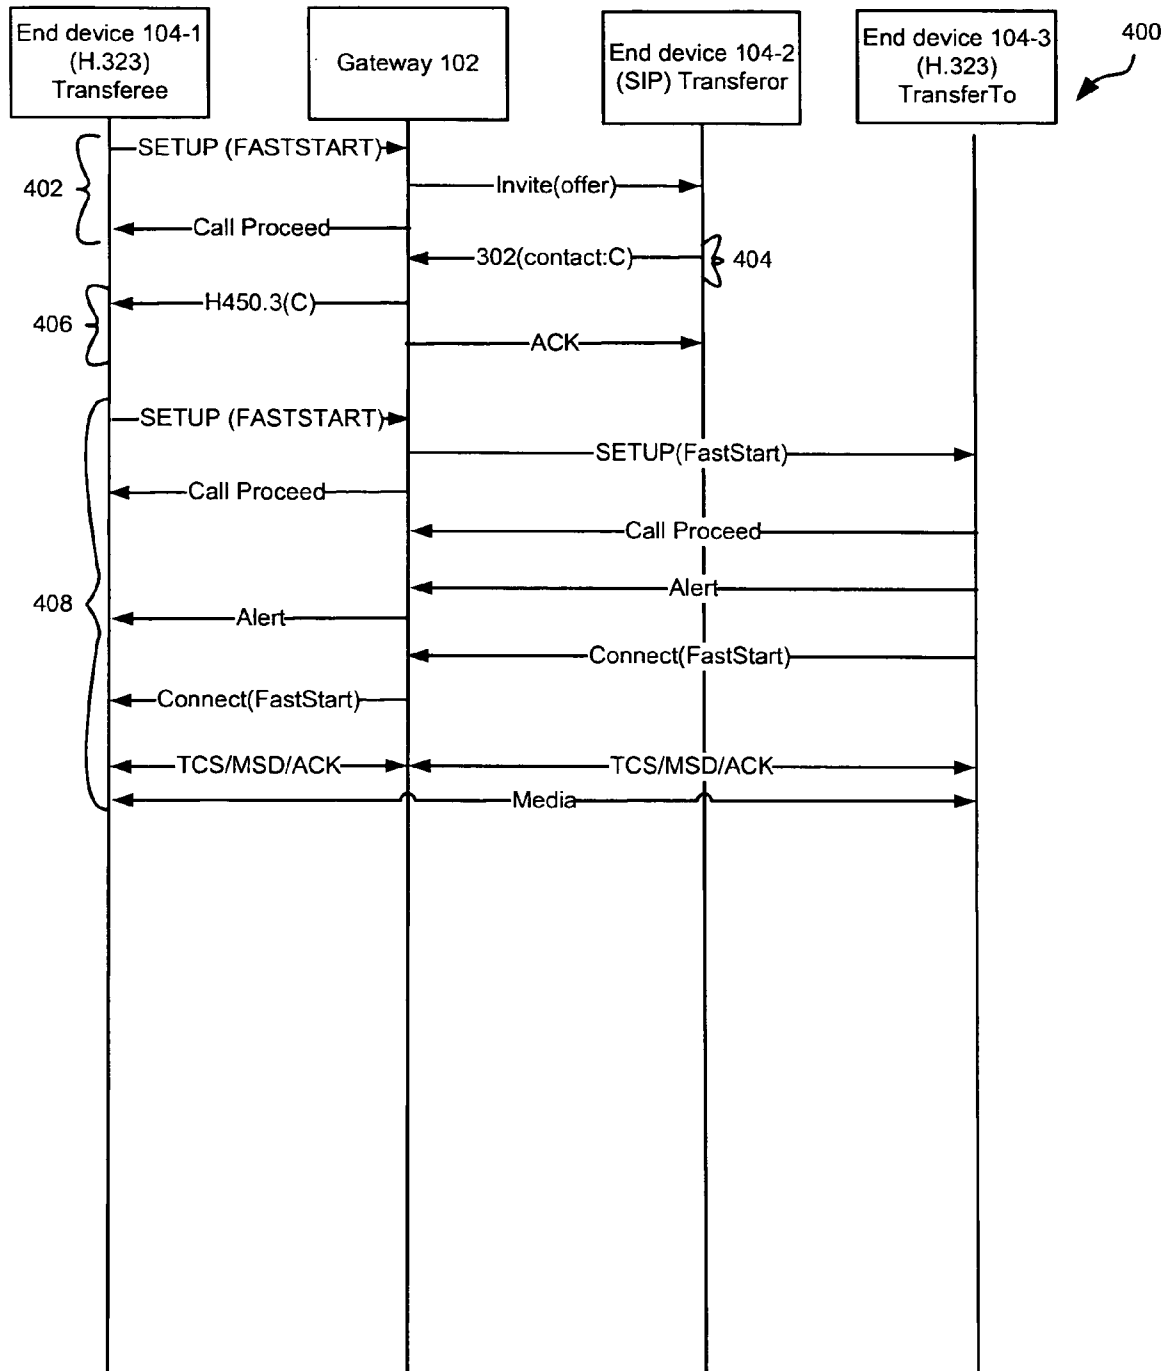 End device 104-1
(H.323)
Transferee
Gateway 102
End device 104-2
(SIP) Transferor
End device 104-3
(H.323)
TransferTo
400
SETUP (FASTSTART)
402
Invite(offer)
Call Proceed
302(contact:C)
404
H450.3(C)
406
ACK
SETUP (FASTSTART)
SETUP(FastStart)
Call Proceed
Call Proceed
Alert
408
Alert
Connect(FastStart)
Connect(FastStart)
TCS/MSD/ACK
TCS/MSD/ACK
Media